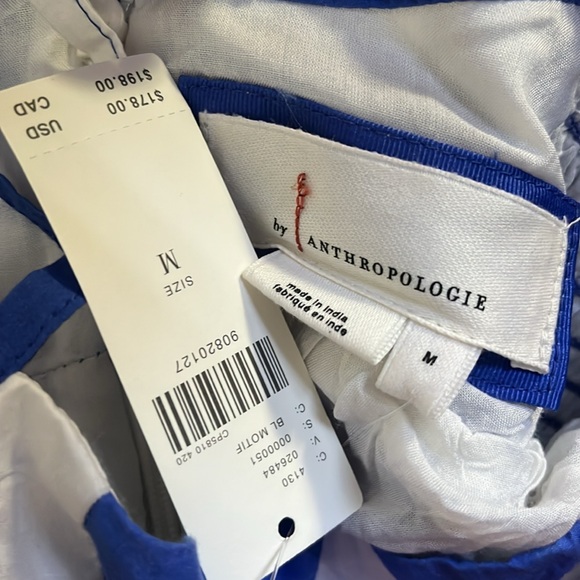 by ANTHROPOLOGIE
made in India
fabriqué en inde
M
C: 4130
V: 026484
S: 0000051
C: BL MOTIF
CP5810 420
90820127
SIZE
M
USD $178.00
CAD $198.00